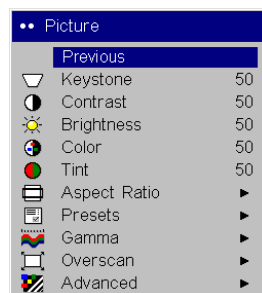 Picture
Previous
Keystone 50
Contrast 50
Brightness 50
Color 50
Tint 50
Aspect Ratio
Presets
Gamma
Overscan
Advanced